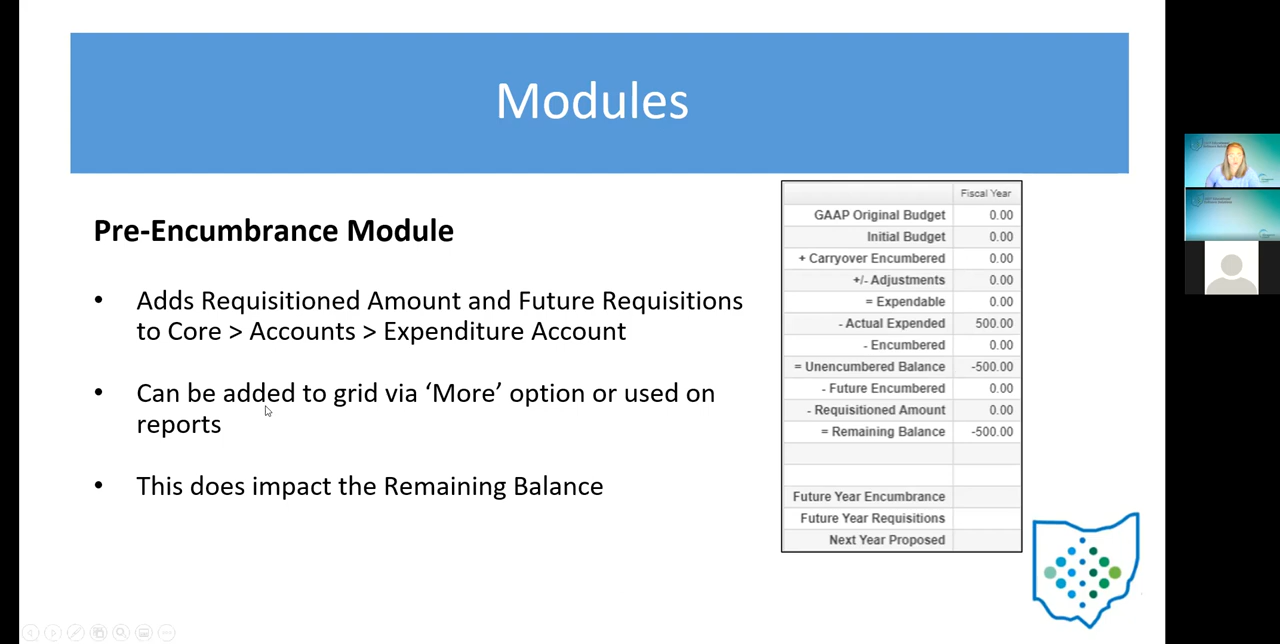 Modules
Pre-Encumbrance Module
• Adds Requisitioned Amount and Future Requisitions
to Core > Accounts > Expenditure Account
• Can be added to grid via ‘More’ option or used on
reports
• This does impact the Remaining Balance
Fiscal Year
GAAP Original Budget 0.00
Initial Budget 0.00
+ Carryover Encumbered 0.00
+/- Adjustments 0.00
= Expendable 0.00
- Actual Expended 500.00
- Encumbered 0.00
= Unencumbered Balance -500.00
- Future Encumbered 0.00
- Requisitioned Amount 0.00
= Remaining Balance -500.00
Future Year Encumbrance
Future Year Requisitions
Next Year Proposed